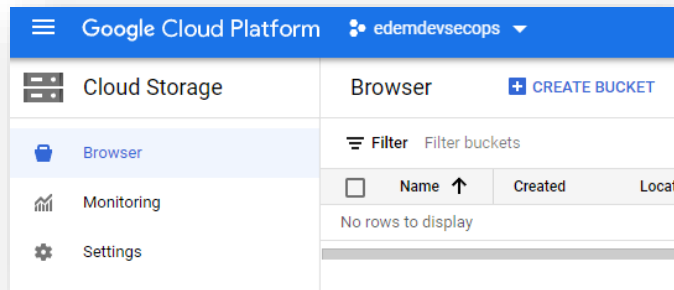 Google Cloud Platform edemdevsecops
Cloud Storage
Browser CREATE BUCKET
Browser
Monitoring
Settings
Filter Filter buckets
Name Created Locat
No rows to display